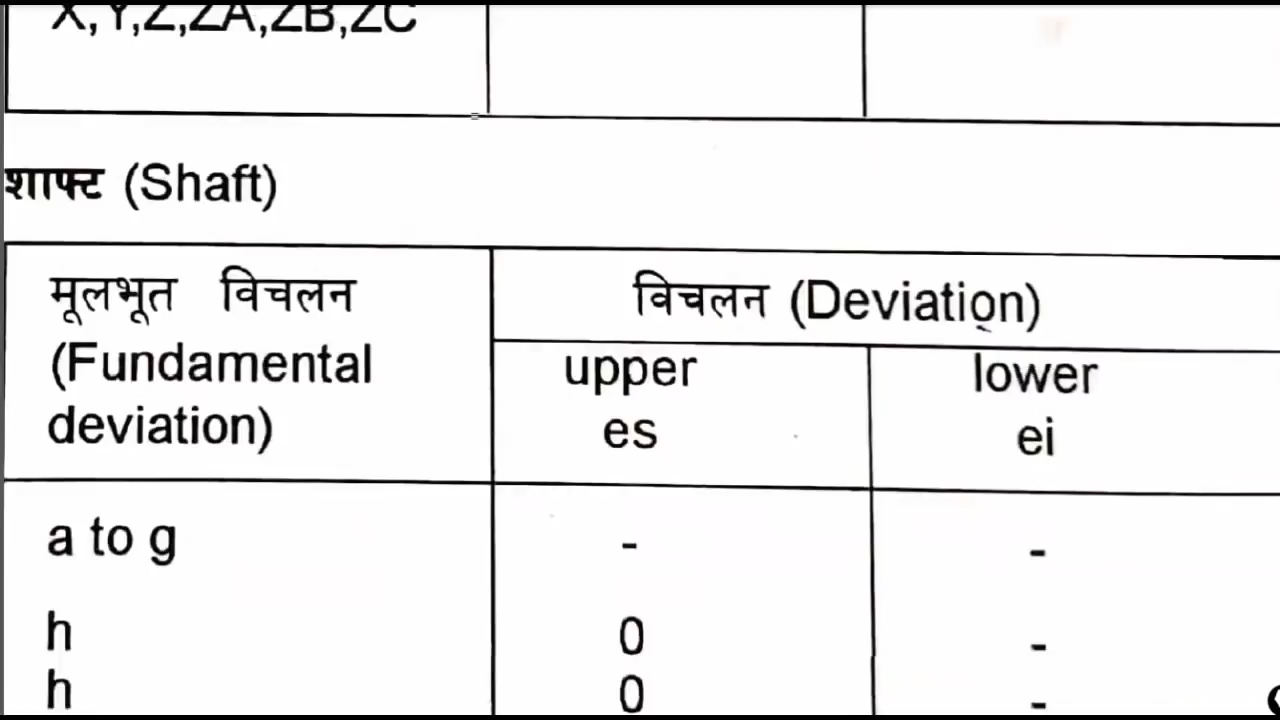 X,Y,Z,ZA,ZB,ZC
शाफ्ट (Shaft)
मूलभूत विचलन
(Fundamental
deviation)
विचलन (Deviation)
upper
es
lower
ei
a to g - -
h 0 -
h 0 -